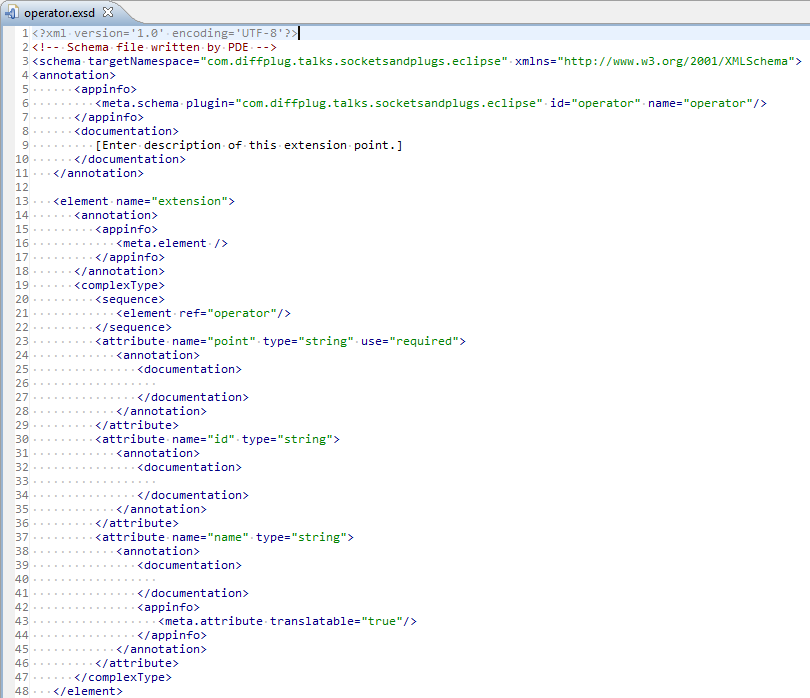 operator.exsd
1 <?xml version='1.0' encoding='UTF-8'?>
2 <!-- Schema file written by PDE -->
3 <schema targetNamespace="com.diffplug.talks.socketsandplugs.eclipse" xmlns="http://www.w3.org/2001/XMLSchema">
4 <annotation>
5       <appinfo>
6          <meta.schema plugin="com.diffplug.talks.socketsandplugs.eclipse" id="operator" name="operator"/>
7       </appinfo>
8       <documentation>
9          [Enter description of this extension point.]
10       </documentation>
11    </annotation>
12
13    <element name="extension">
14       <annotation>
15          <appinfo>
16             <meta.element />
17          </appinfo>
18       </annotation>
19       <complexType>
20          <sequence>
21             <element ref="operator"/>
22          </sequence>
23          <attribute name="point" type="string" use="required">
24             <annotation>
25                <documentation>
26
27                </documentation>
28             </annotation>
29          </attribute>
30          <attribute name="id" type="string">
31             <annotation>
32                <documentation>
33
34                </documentation>
35             </annotation>
36          </attribute>
37          <attribute name="name" type="string">
38             <annotation>
39                <documentation>
40
41                </documentation>
42                <appinfo>
43                   <meta.attribute translatable="true"/>
44                </appinfo>
45             </annotation>
46          </attribute>
47       </complexType>
48    </element>